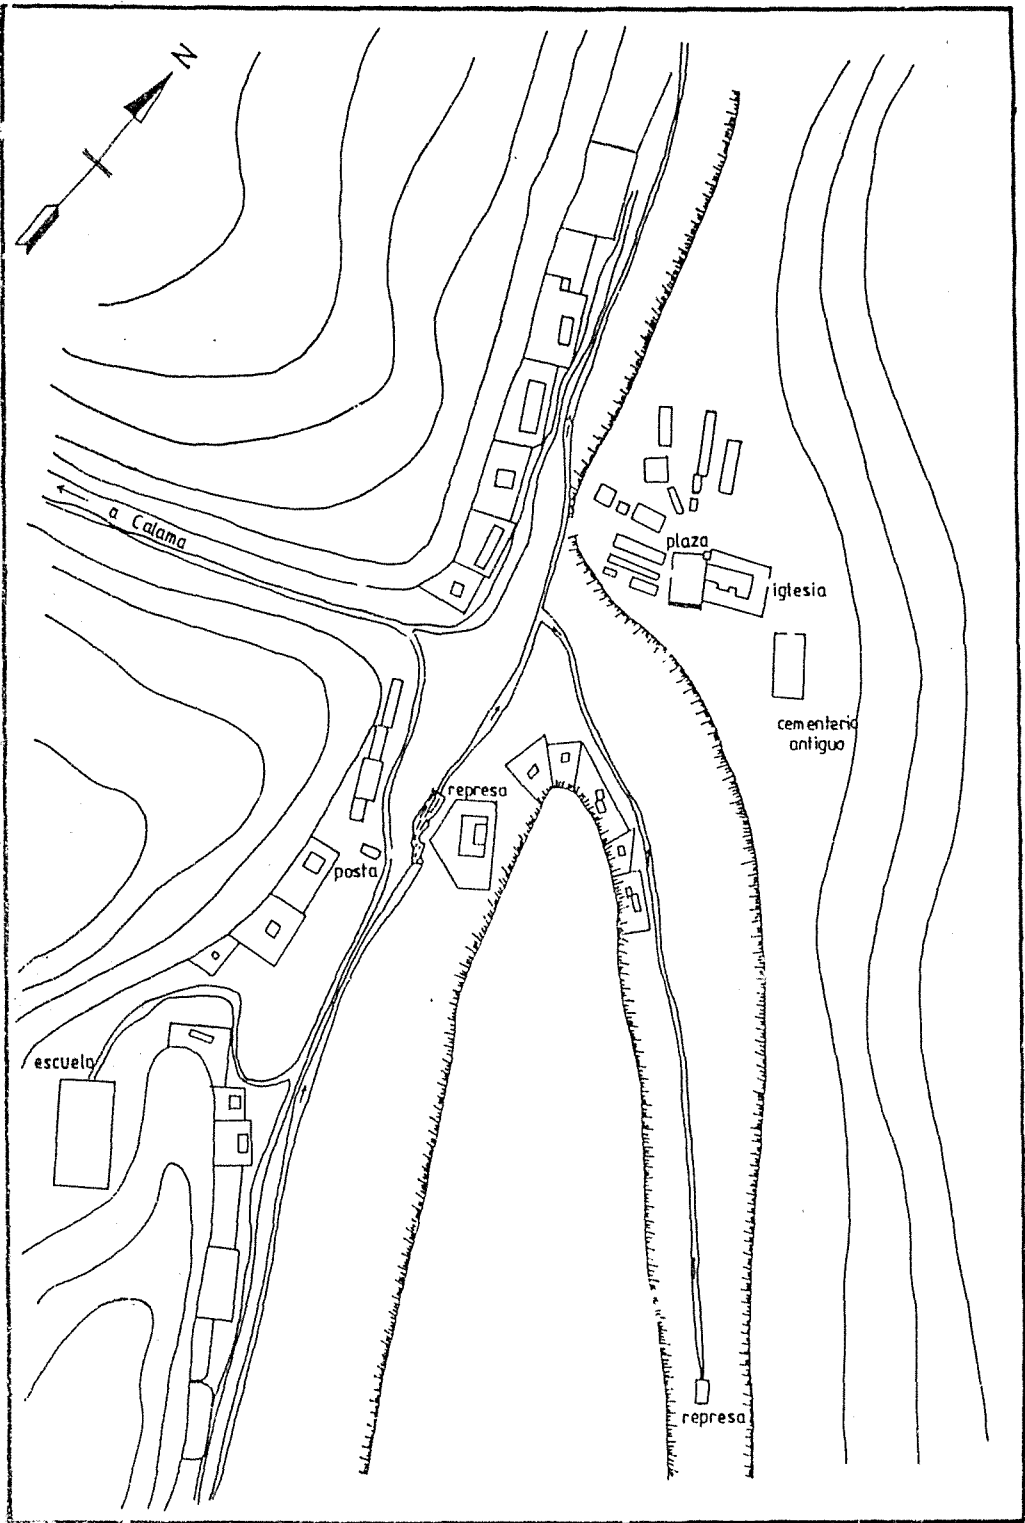 N
a Calama
plaza
iglesia
cementerio
antiguo
represa
posta
escuela
represa